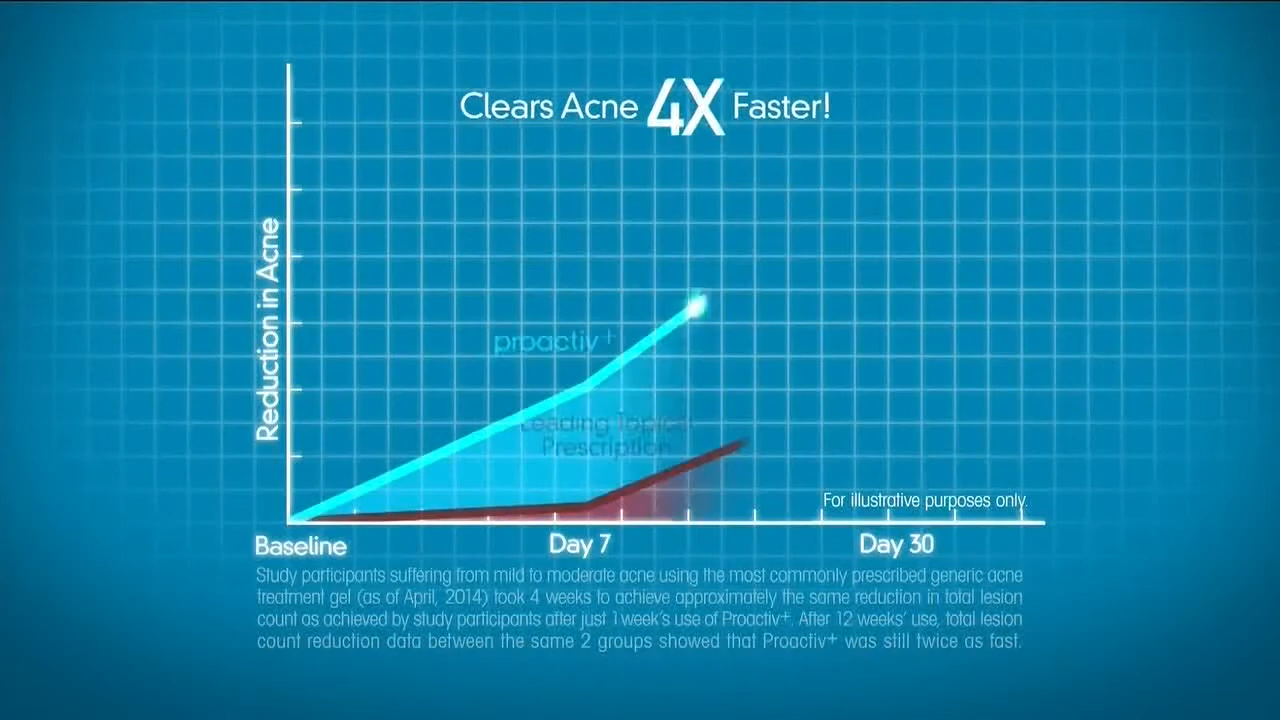 Clears Acne 4X Faster!
Reduction in Acne
proactiv+
Leading Topical
Prescription
For illustrative purposes only.
Baseline Day 7 Day 30
Study participants suffering from mild to moderate acne using the most commonly prescribed generic acne
treatment gel (as of April, 2014) took 4 weeks to achieve approximately the same reduction in total lesion
count as achieved by study participants after just 1 week's use of Proactiv+. After 12 weeks' use, total lesion
count reduction data between the same 2 groups showed that Proactiv+ was still twice as fast.